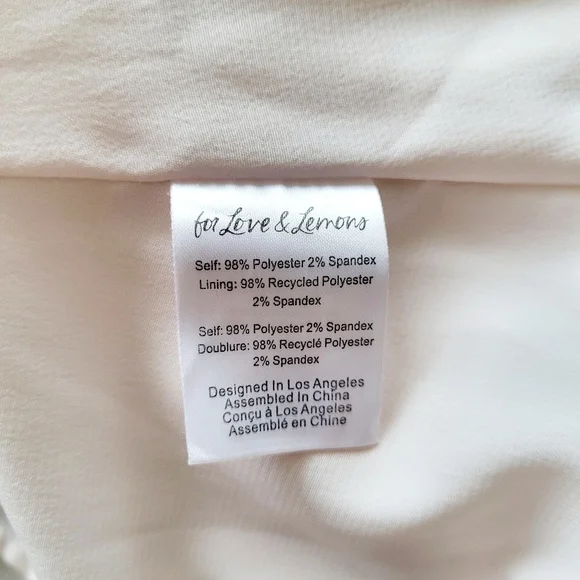 for Love & Lemons
Self: 98% Polyester 2% Spandex
Lining: 98% Recycled Polyester
2% Spandex
Self: 98% Polyester 2% Spandex
Doublure: 98% Recyclé Polyester
2% Spandex
Designed In Los Angeles
Assembled In China
Conçu à Los Angeles
Assemblé en Chine